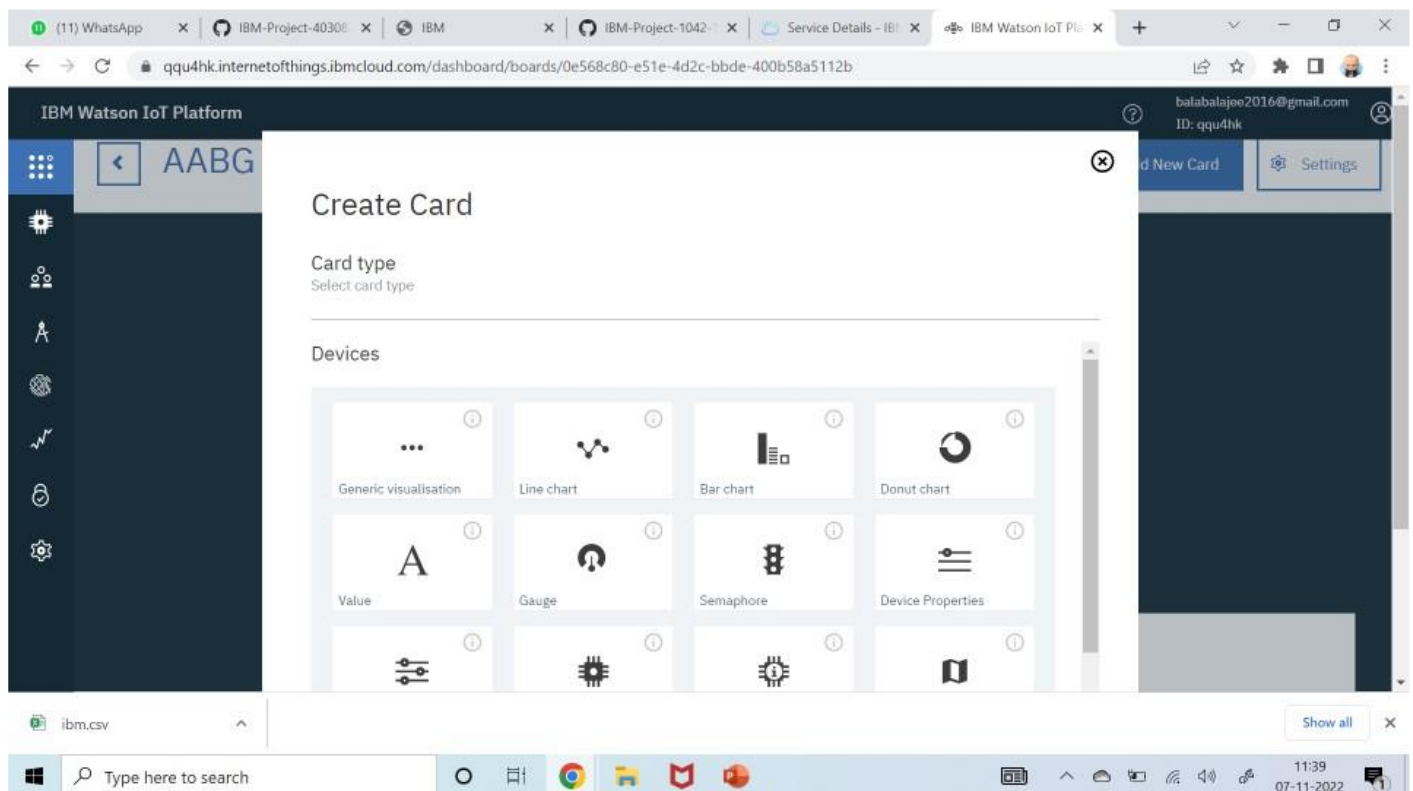 (11) WhatsApp
IBM-Project-40308
IBM
IBM-Project-1042-1
Service Details - IB
IBM Watson IoT Pla
qqu4hk.internetofthings.ibmcloud.com/dashboard/boards/0e568c80-e51e-4d2c-bbde-400b58a5112b
IBM Watson IoT Platform
balabalajee2016@gmail.com
ID: qqu4hk
AABG
d New Card
Settings
Create Card
Card type
Select card type
Devices
Generic visualisation
Line chart
Bar chart
Donut chart
A
Value
Gauge
Semaphore
Device Properties
ibm.csv
Show all
Type here to search
11:39
07-11-2022